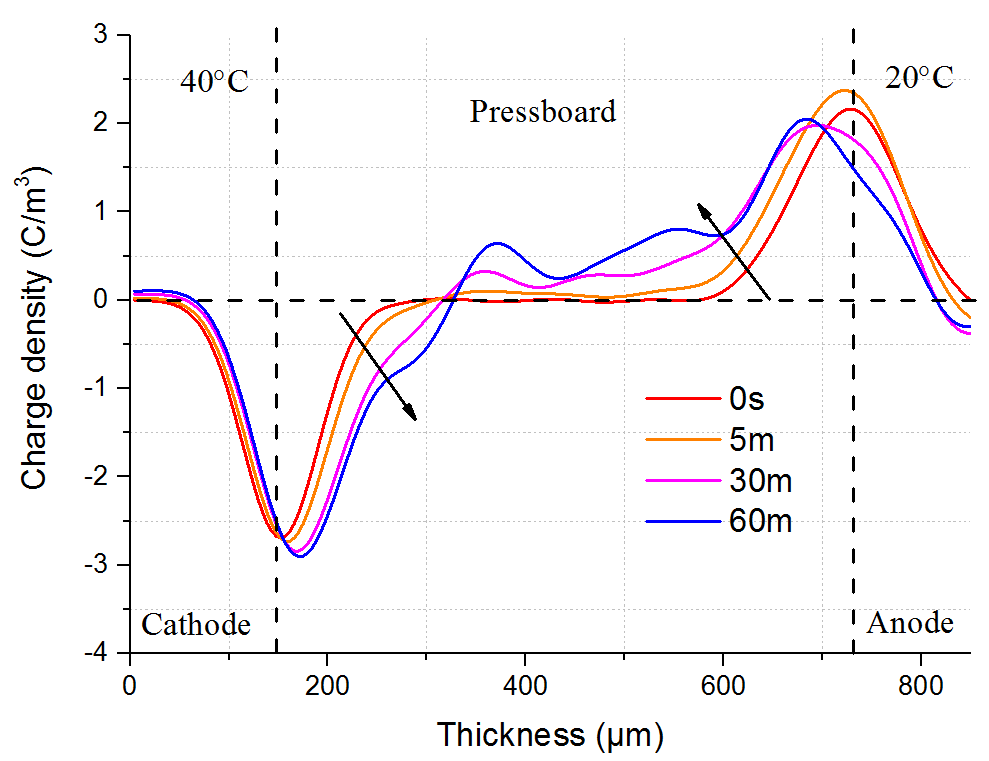 3
2
1
0
-1
-2
-3
-4
Charge density (C/m³)
40°C
Pressboard
20°C
0s
5m
30m
60m
Cathode
Anode
0
200
400
600
800
Thickness (μm)